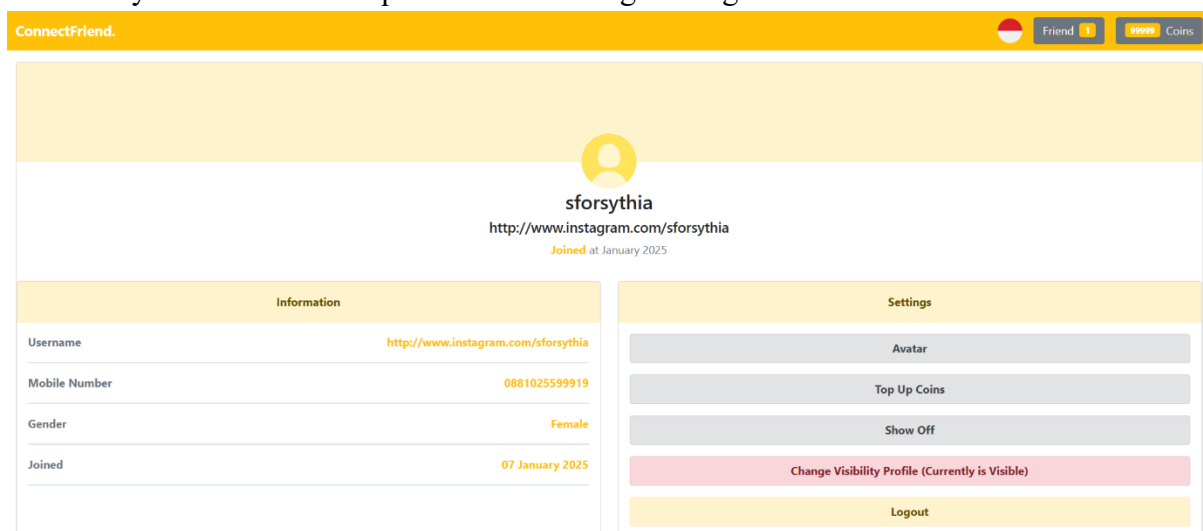 ConnectFriend.
Friend 1
99999 Coins
sforsythia
http://www.instagram.com/sforsythia
Joined at January 2025
Information
Username http://www.instagram.com/sforsythia
Mobile Number 0881025599919
Gender Female
Joined 07 January 2025
Settings
Avatar
Top Up Coins
Show Off
Change Visibility Profile (Currently is Visible)
Logout